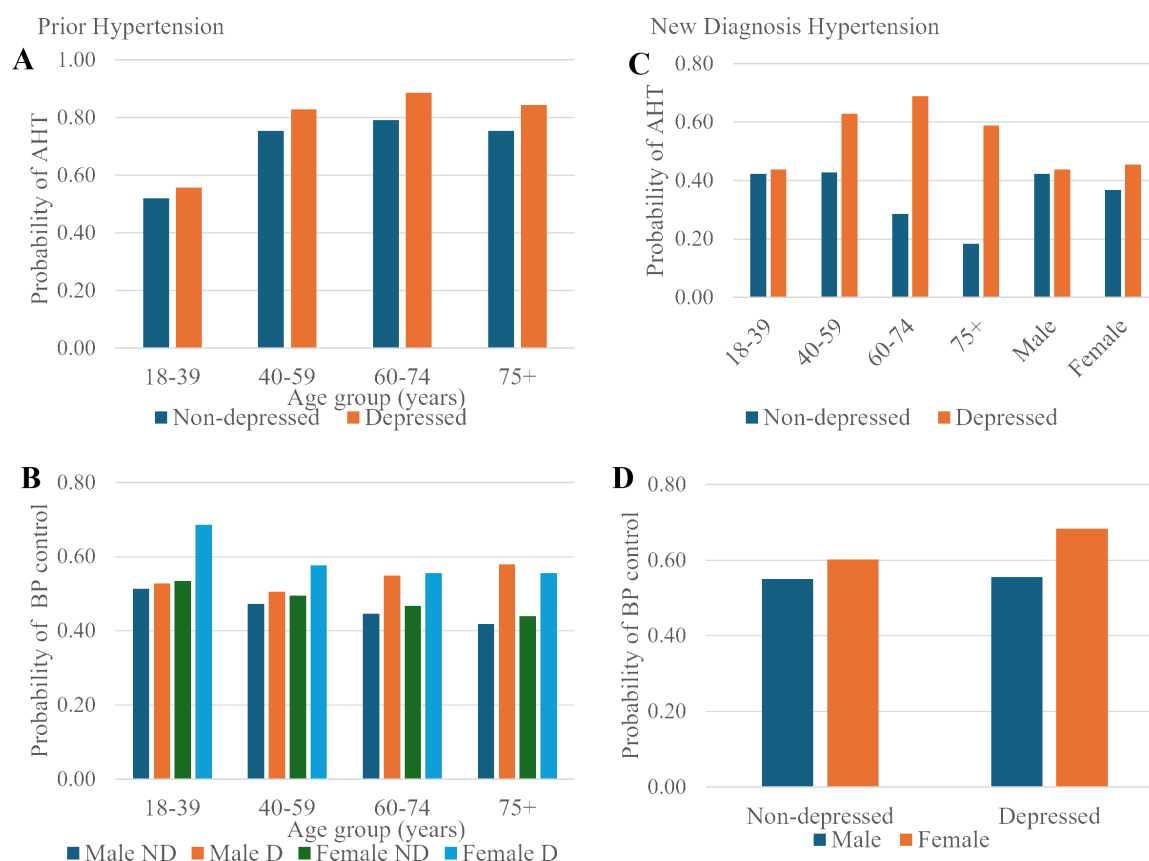 Prior Hypertension
A
Probability of AHT
1.00
0.80
0.60
0.40
0.20
0.00
18-39 40-59 60-74 75+
Age group (years)
Non-depressed Depressed
New Diagnosis Hypertension
C
Probability of AHT
0.80
0.60
0.40
0.20
0.00
18-39 40-59 60-74 75+ Male Female
Non-depressed Depressed
B
Probability of BP control
0.80
0.60
0.40
0.20
0.00
18-39 40-59 60-74 75+
Age group (years)
Male ND Male D Female ND Female D
D
Probability of BP control
0.80
0.60
0.40
0.20
0.00
Non-depressed Depressed
Male Female